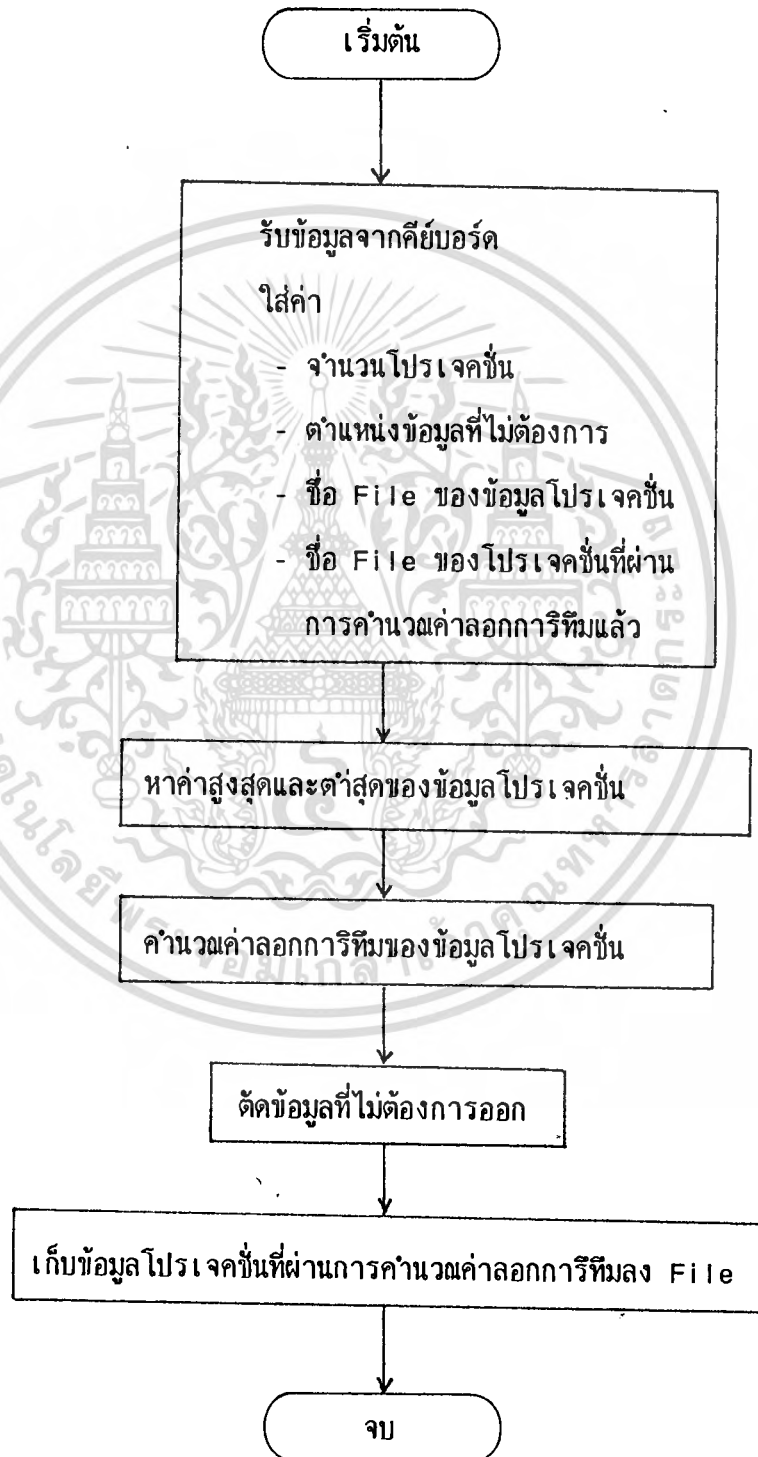 เริ่มต้น
รับข้อมูลจากคีย์บอร์ด
ใส่ค่า
- จำนวนโปรเจคชั่น
- ตำแหน่งข้อมูลที่ไม่ต้องการ
- ชื่อ File ของข้อมูลโปรเจคชั่น
- ชื่อ File ของโปรเจคชั่นที่ผ่าน
การคำนวณค่าลอกการิทึมแล้ว
หาค่าสูงสุดและต่ำสุดของข้อมูลโปรเจคชั่น
คำนวณค่าลอกการิทึมของข้อมูลโปรเจคชั่น
ตัดข้อมูลที่ไม่ต้องการออก
เก็บข้อมูลโปรเจคชั่นที่ผ่านการคำนวณค่าลอกการิทึมลง File
จบ